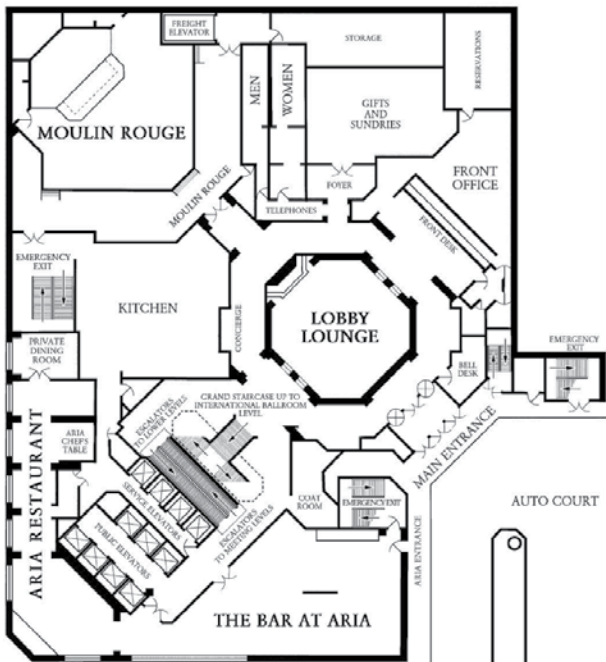 FREIGHT
ELEVATOR
STORAGE
RESERVATIONS
MEN
WOMEN
GIFTS
AND
SUNDRIES
MOULIN ROUGE
MOULIN ROUGE
FOYER
TELEPHONES
FRONT
OFFICE
FRONT DESK
EMERGENCY
EXIT
KITCHEN
CONCIERGE
LOBBY
LOUNGE
PRIVATE
DINING
ROOM
BELL
DESK
EMERGENCY
EXIT
GRAND STAIRCASE UP TO
INTERNATIONAL BALLROOM
LEVEL
ESCALATORS
TO LOWER LEVELS
ARIA
CHEF'S
TABLE
ARIA RESTAURANT
MAIN ENTRANCE
SERVICE ELEVATORS
PUBLIC ELEVATORS
ESCALATORS
TO MEETING LEVELS
COAT
ROOM
EMERGENCY EXIT
AUTO COURT
ARIA ENTRANCE
THE BAR AT ARIA